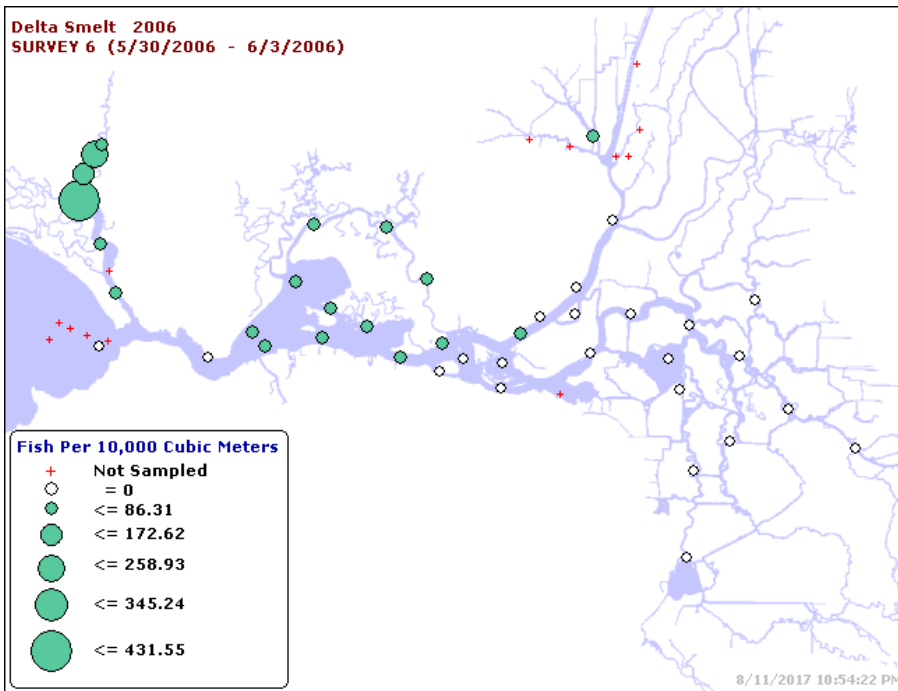 Delta Smelt 2006
SURVEY 6 (5/30/2006 - 6/3/2006)
Fish Per 10,000 Cubic Meters
Not Sampled
= 0
<= 86.31
<= 172.62
<= 258.93
<= 345.24
<= 431.55
8/11/2017 10:54:22 PM